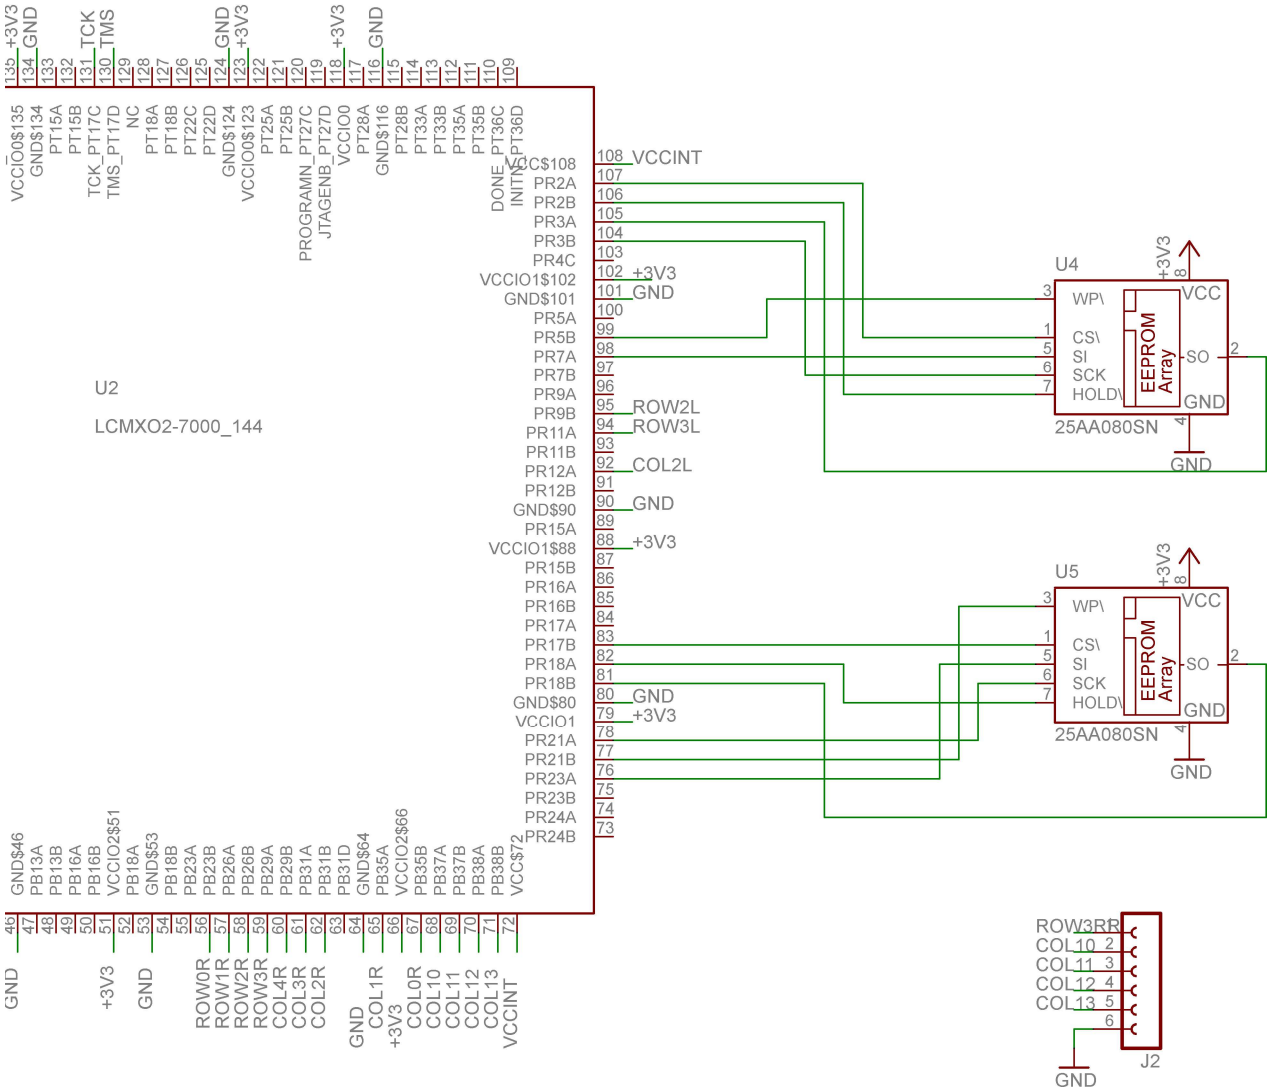 135 134 133 132 131 130 129 128 127 126 125 124 123 122 121 120 119 118 117 116 115 114 113 112 111 110 109
+3V3 GND TCK TMS GND +3V3 +3V3 GND
VCCIO0$135
GND$134
PT15A
PT15B
TCK_PT17C
TMS_PT17D
NC
PT18A
PT18B
PT22C
PT22D
GND$124
VCCIO0$123
PT25A
PT25B
PROGRAMN_PT27C
JTAGENB_PT27D
VCCIO0
PT28A
GND$116
PT28B
PT33A
PT33B
PT35A
PT35B
DONE_PT36C
INITN_PT36D
VCC$108 108 VCCINT
PR2A 107
PR2B 106
PR3A 105
PR3B 104
PR4C 103
VCCIO1$102 102 +3V3
GND$101 101 GND
PR5A 100
PR5B 99
PR7A 98
PR7B 97
PR9A 96
PR9B 95 ROW2L
PR11A 94 ROW3L
PR11B 93
PR12A 92 COL2L
PR12B 91
GND$90 90 GND
PR15A 89
VCCIO1$88 88 +3V3
PR15B 87
PR16A 86
PR16B 85
PR17A 84
PR17B 83
PR18A 82
PR18B 81
GND$80 80 GND
VCCIO1 79 +3V3
PR21A 78
PR21B 77
PR23A 76
PR23B 75
PR24A 74
PR24B 73
U2
LCMXO2-7000_144
GND$46
PB13A
PB13B
PB16A
PB16B
VCCIO2$51
PB18A
GND$53
PB18B
PB23A
PB23B
PB26A
PB26B
PB29A
PB29B
PB31A
PB31B
PB31D
GND$64
PB35A
VCCIO2$66
PB35B
PB37A
PB37B
PB38A
PB38B
VCC$72
46 47 48 49 50 51 52 53 54 55 56 57 58 59 60 61 62 63 64 65 66 67 68 69 70 71 72
GND +3V3 GND ROW0R ROW1R ROW2R ROW3R COL4R COL3R COL2R GND COL1R +3V3 COL0R COL10 COL11 COL12 COL13 VCCINT
U4
+3V3
8
VCC
3 WP\
1 CS\
5 SI
6 SCK
7 HOLD\
EEPROM
Array
SO 2
GND
4
25AA080SN
GND
U5
+3V3
8
VCC
3 WP\
1 CS\
5 SI
6 SCK
7 HOLD\
EEPROM
Array
SO 2
GND
4
25AA080SN
GND
ROW3RR 1
COL10 2
COL11 3
COL12 4
COL13 5
6
J2
GND